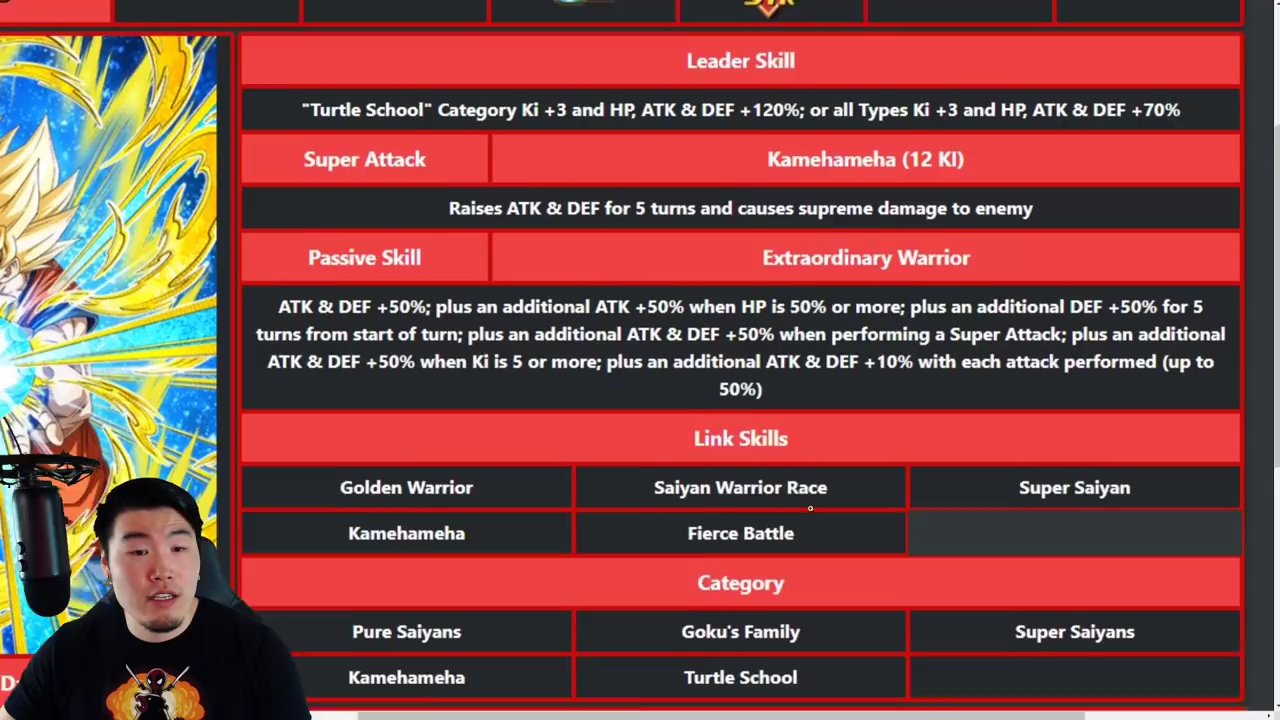 Leader Skill
"Turtle School" Category Ki +3 and HP, ATK & DEF +120%; or all Types Ki +3 and HP, ATK & DEF +70%
Super Attack
Kamehameha (12 KI)
Raises ATK & DEF for 5 turns and causes supreme damage to enemy
Passive Skill
Extraordinary Warrior
ATK & DEF +50%; plus an additional ATK +50% when HP is 50% or more; plus an additional DEF +50% for 5
turns from start of turn; plus an additional ATK & DEF +50% when performing a Super Attack; plus an additional
ATK & DEF +50% when Ki is 5 or more; plus an additional ATK & DEF +10% with each attack performed (up to
50%)
Link Skills
Golden Warrior
Saiyan Warrior Race
Super Saiyan
Kamehameha
Fierce Battle
Category
Pure Saiyans
Goku's Family
Super Saiyans
Kamehameha
Turtle School